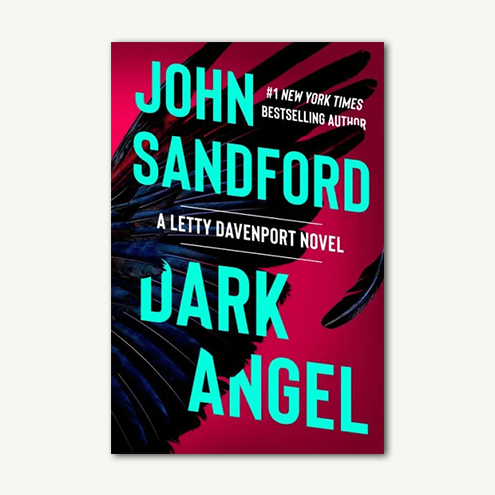 JOHN
#1 NEW YORK TIMES
BESTSELLING AUTHOR
SANDFORD
A LETTY DAVENPORT NOVEL
DARK
ANGEL